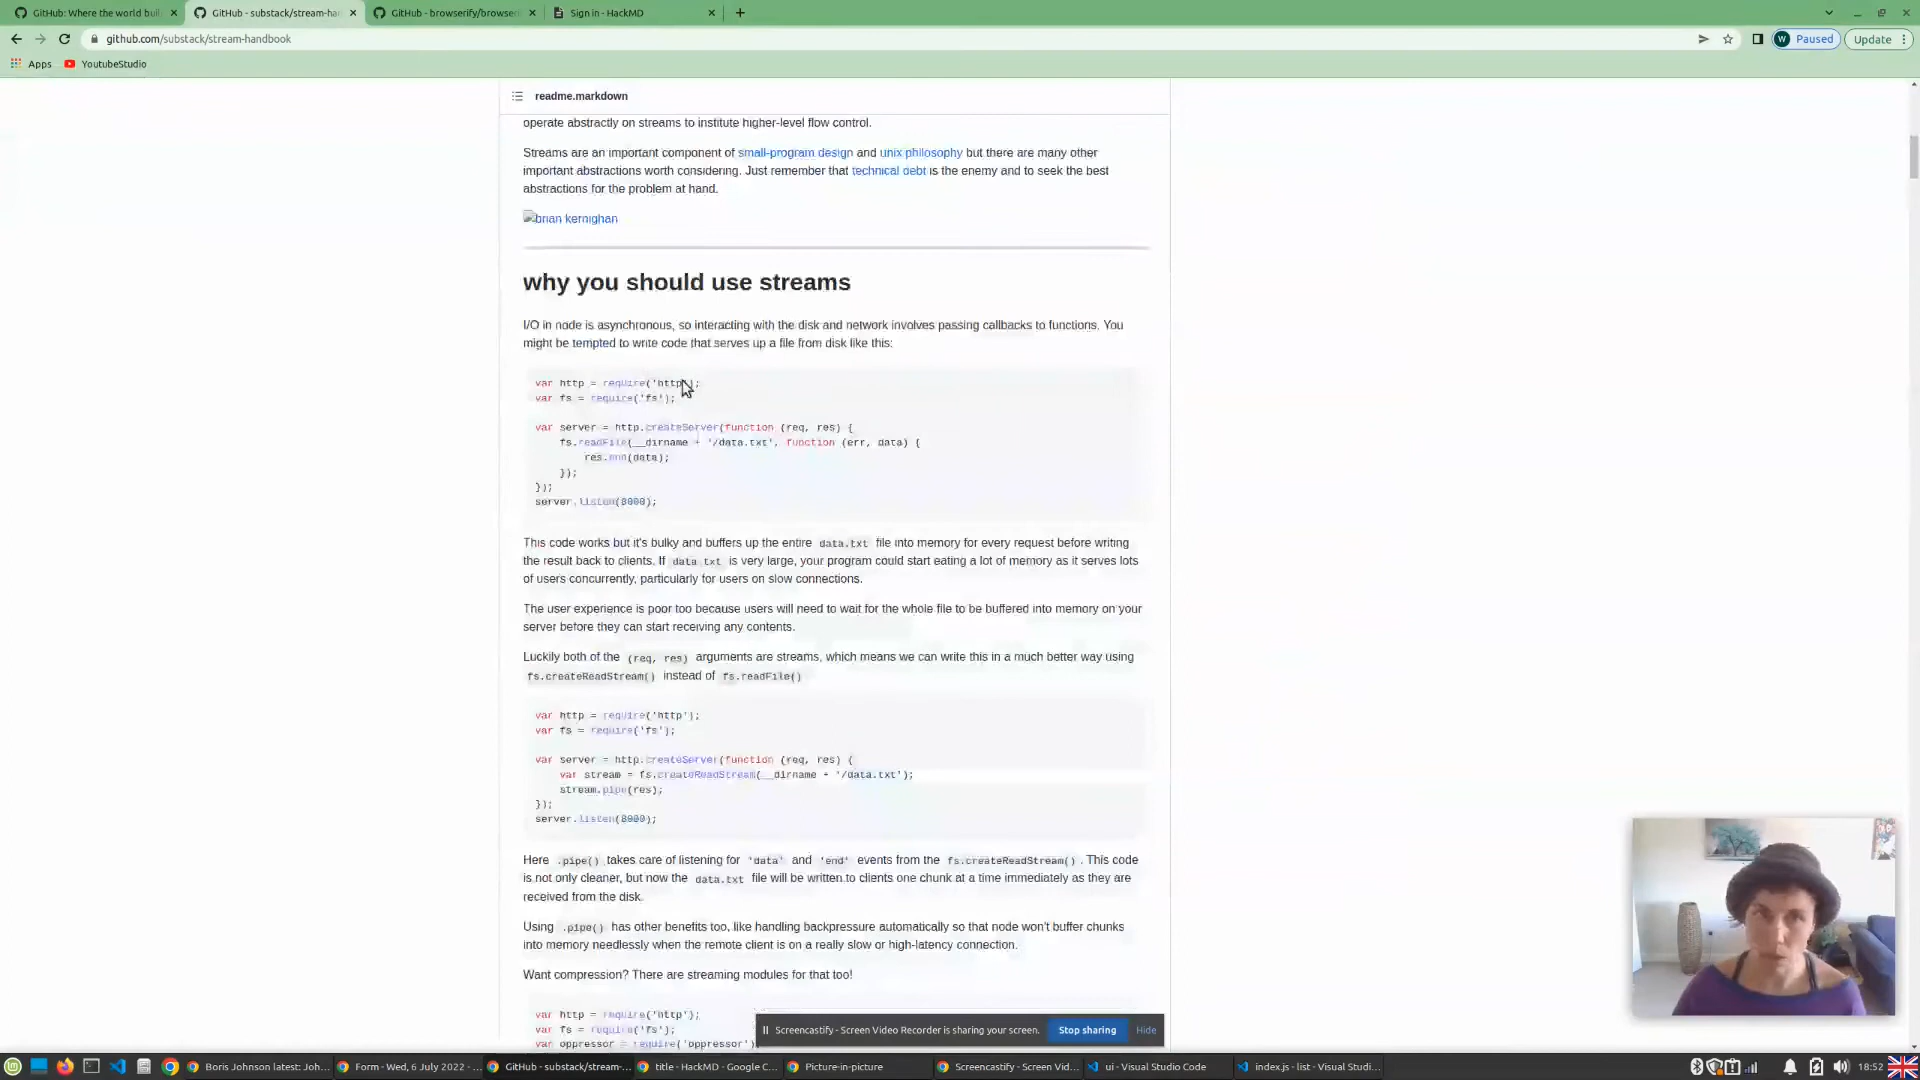 GitHub: Where the world buil
GitHub - substack/stream-han
GitHub - browserify/browser
Sign in - HackMD
github.com/substack/stream-handbook
W Paused
Update
Apps
YoutubeStudio
readme.markdown
operate abstractly on streams to institute higher-level flow control.
Streams are an important component of small-program design and unix philosophy but there are many other
important abstractions worth considering. Just remember that technical debt is the enemy and to seek the best
abstractions for the problem at hand.
brian kernighan
why you should use streams
I/O in node is asynchronous, so interacting with the disk and network involves passing callbacks to functions. You
might be tempted to write code that serves up a file from disk like this:
var http = require('http');
var fs = require('fs');
var server = http.createServer(function (req, res) {
fs.readFile(__dirname + '/data.txt', function (err, data) {
res.end(data);
});
});
server.listen(8000);
This code works but it's bulky and buffers up the entire data.txt file into memory for every request before writing
the result back to clients. If data.txt is very large, your program could start eating a lot of memory as it serves lots
of users concurrently, particularly for users on slow connections.
The user experience is poor too because users will need to wait for the whole file to be buffered into memory on your
server before they can start receiving any contents.
Luckily both of the (req, res) arguments are streams, which means we can write this in a much better way using
fs.createReadStream() instead of fs.readFile()
var http = require('http');
var fs = require('fs');
var server = http.createServer(function (req, res) {
var stream = fs.createReadStream(__dirname + '/data.txt');
stream.pipe(res);
});
server.listen(8000);
Here .pipe() takes care of listening for 'data' and 'end' events from the fs.createReadStream() . This code
is not only cleaner, but now the data.txt file will be written to clients one chunk at a time immediately as they are
received from the disk.
Using .pipe() has other benefits too, like handling backpressure automatically so that node won't buffer chunks
into memory needlessly when the remote client is on a really slow or high-latency connection.
Want compression? There are streaming modules for that too!
var http = require('http');
var fs = require('fs');
var oppressor = require('oppressor')
Screencastify - Screen Video Recorder is sharing your screen.
Stop sharing
Hide
Boris Johnson latest: Joh...
Form - Wed, 6 July 2022 - ...
GitHub - substack/stream-...
title - HackMD - Google C...
Picture-in-picture
Screencastify - Screen Vid...
ui - Visual Studio Code
index.js - list - Visual Studi...
18:52